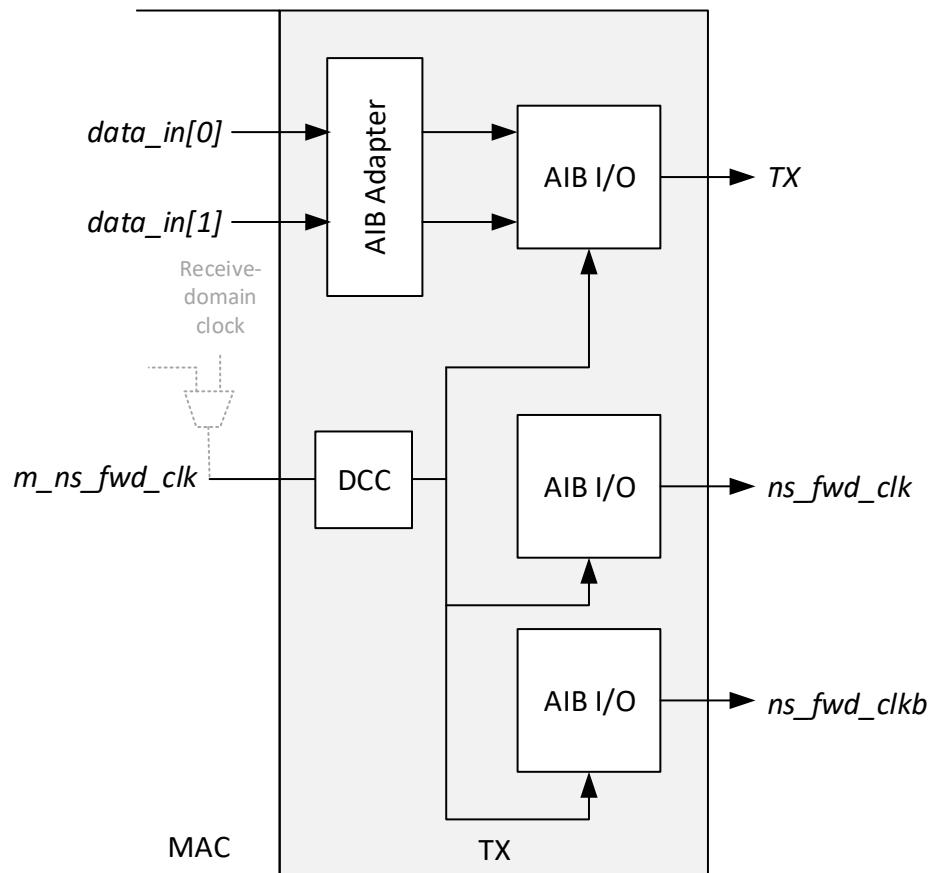 data_in[0]
AIB Adapter
AIB I/O
TX
data_in[1]
Receive-
domain
clock
m_ns_fwd_clk
DCC
AIB I/O
ns_fwd_clk
AIB I/O
ns_fwd_clkb
MAC
TX